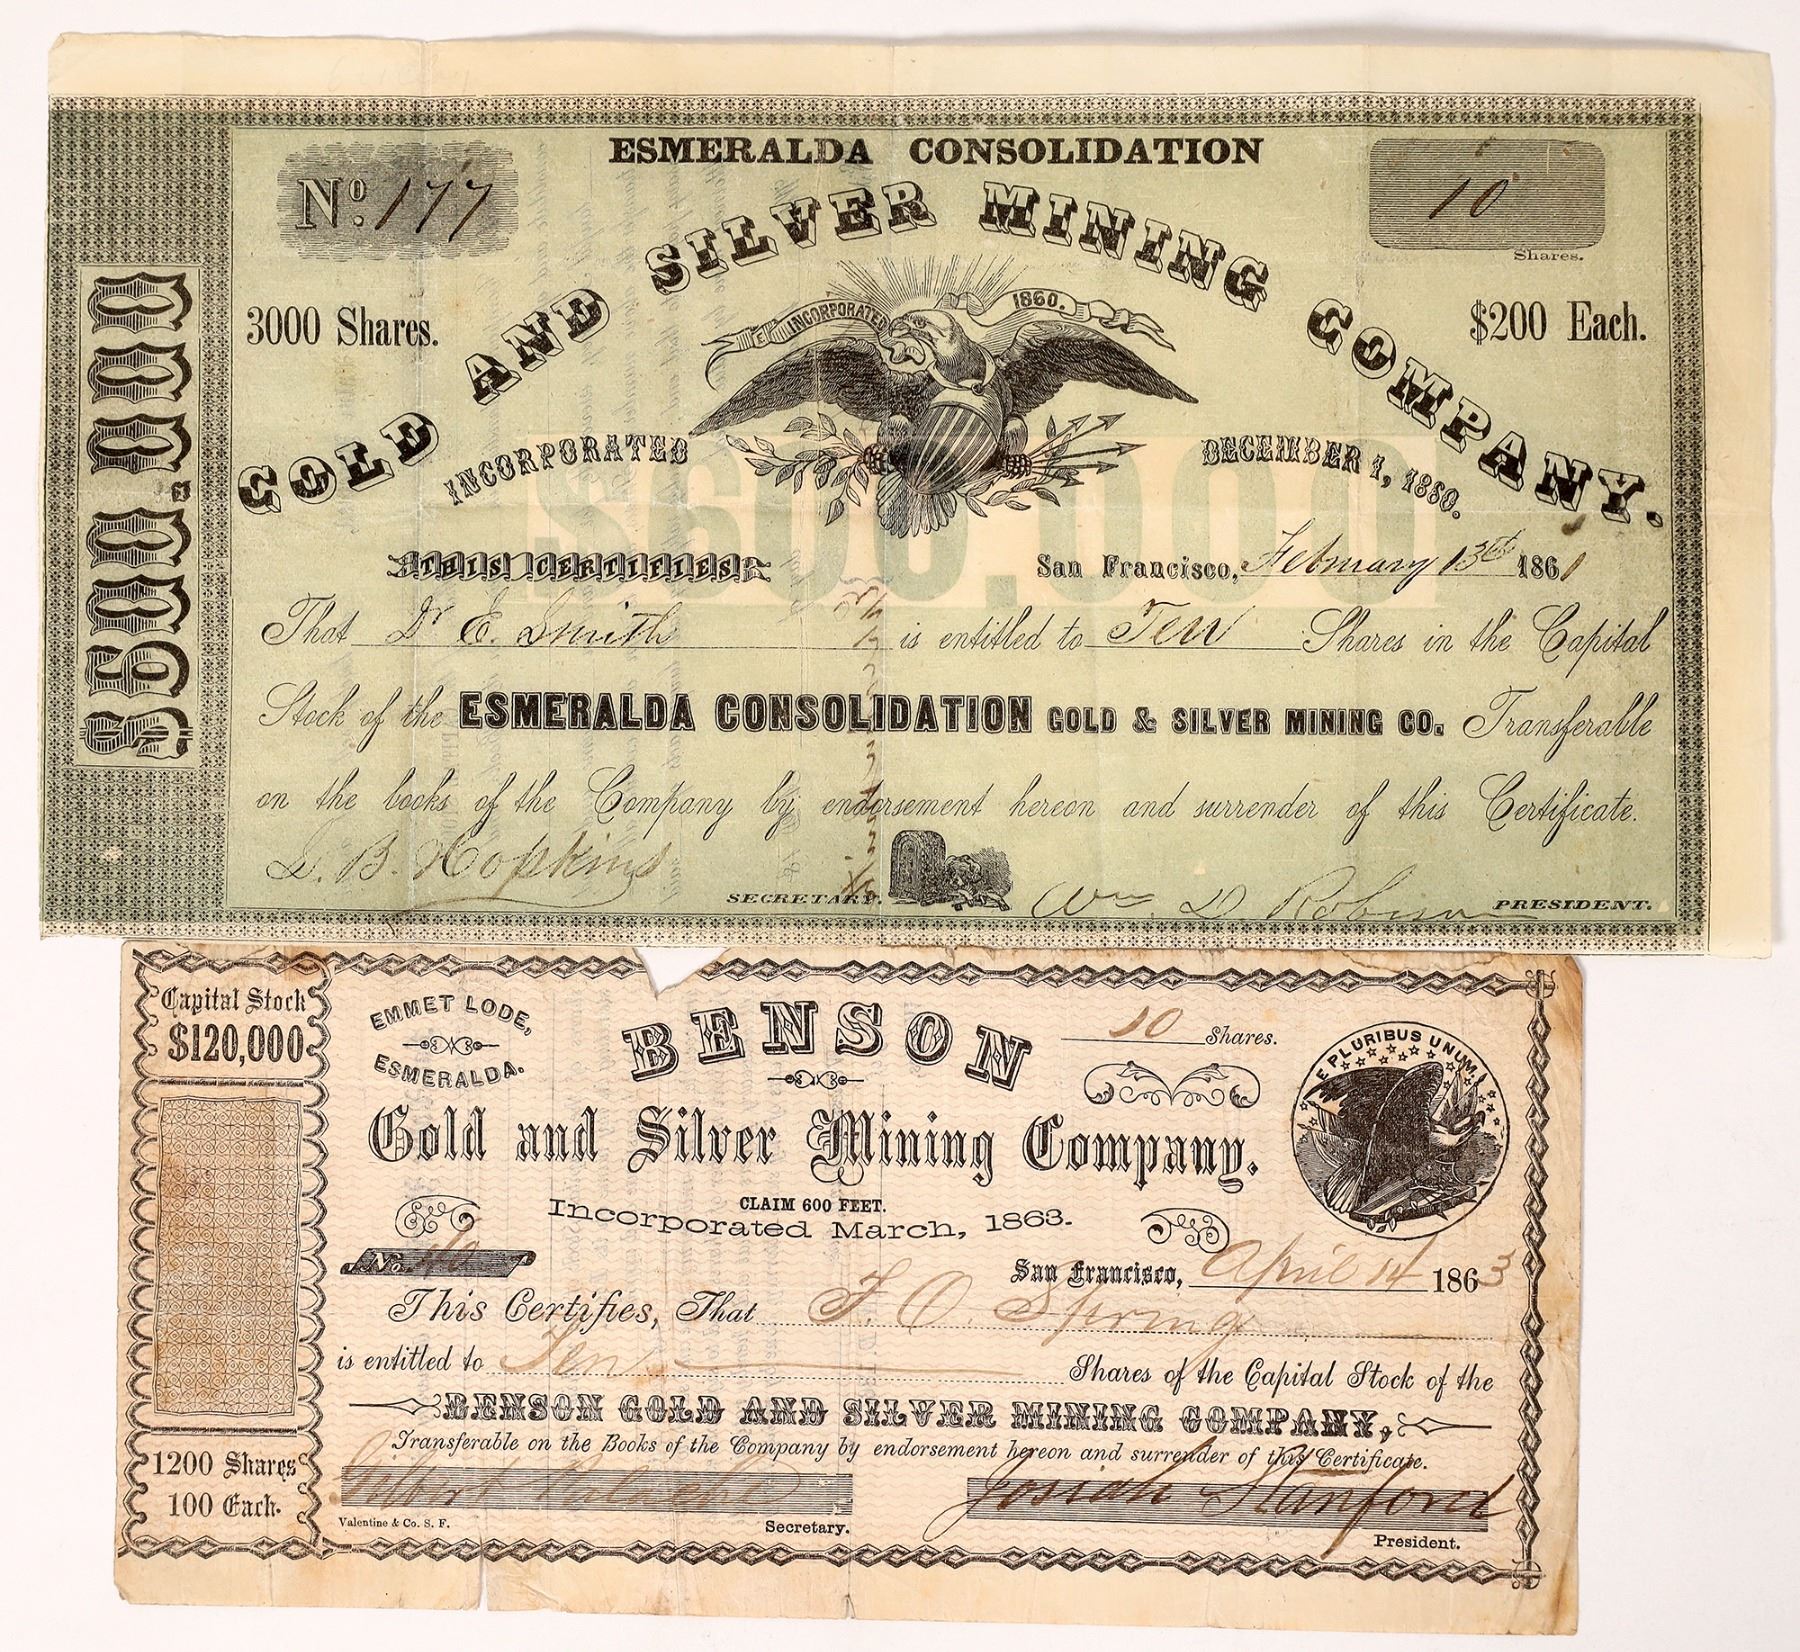 ESMERALDA CONSOLIDATION
GOLD AND SILVER MINING COMPANY.
No. 177
10
Shares.
3000 Shares.
$200 Each.
E
INCORPORATED
1860.
INCORPORATED
DECEMBER 1, 1860.
$600.000
$600.000
THIS CERTIFIES
San Francisco, February 13th 1861
That Dr E. Smith is entitled to Ten Shares in the Capital
Stock of the ESMERALDA CONSOLIDATION GOLD & SILVER MINING CO. Transferable
on the books of the Company by endorsement hereon and surrender of this Certificate.
D. B. Hopkins
SECRETARY.
Wm. D Robinson
PRESIDENT.
Capital Stock
$120,000
EMMET LODE,
ESMERALDA.
BENSON
10 Shares.
E PLURIBUS UNUM.
Gold and Silver Mining Company.
CLAIM 600 FEET.
Incorporated March, 1863.
No. 40
San Francisco, April 14 1863
This Certifies, That F. O. Spring
is entitled to Ten Shares of the Capital Stock of the
BENSON GOLD AND SILVER MINING COMPANY,
Transferable on the Books of the Company by endorsement hereon and surrender of this Certificate.
1200 Shares
100 Each.
Gilbert
Josiah Stanford
Valentine & Co. S. F.
Secretary.
President.